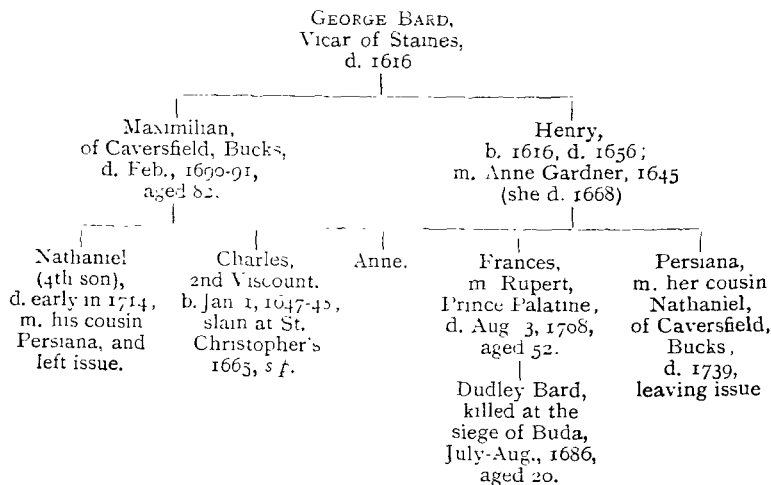 GEORGE BARD,
Vicar of Staines,
d. 1616
Maximilian,
of Caversfield, Bucks,
d. Feb., 1690-91,
aged 82.
Henry,
b. 1616, d. 1656;
m. Anne Gardner, 1645
(she d. 1668)
Nathaniel
(4th son),
d. early in 1714,
m. his cousin
Persiana, and
left issue.
Charles,
2nd Viscount.
b. Jan 1, 1647-48,
slain at St.
Christopher's
1665, s p.
Anne.
Frances,
m Rupert,
Prince Palatine,
d. Aug 3, 1708,
aged 52.
Dudley Bard,
killed at the
siege of Buda,
July-Aug., 1686,
aged 20.
Persiana,
m. her cousin
Nathaniel,
of Caversfield,
Bucks,
d. 1739,
leaving issue